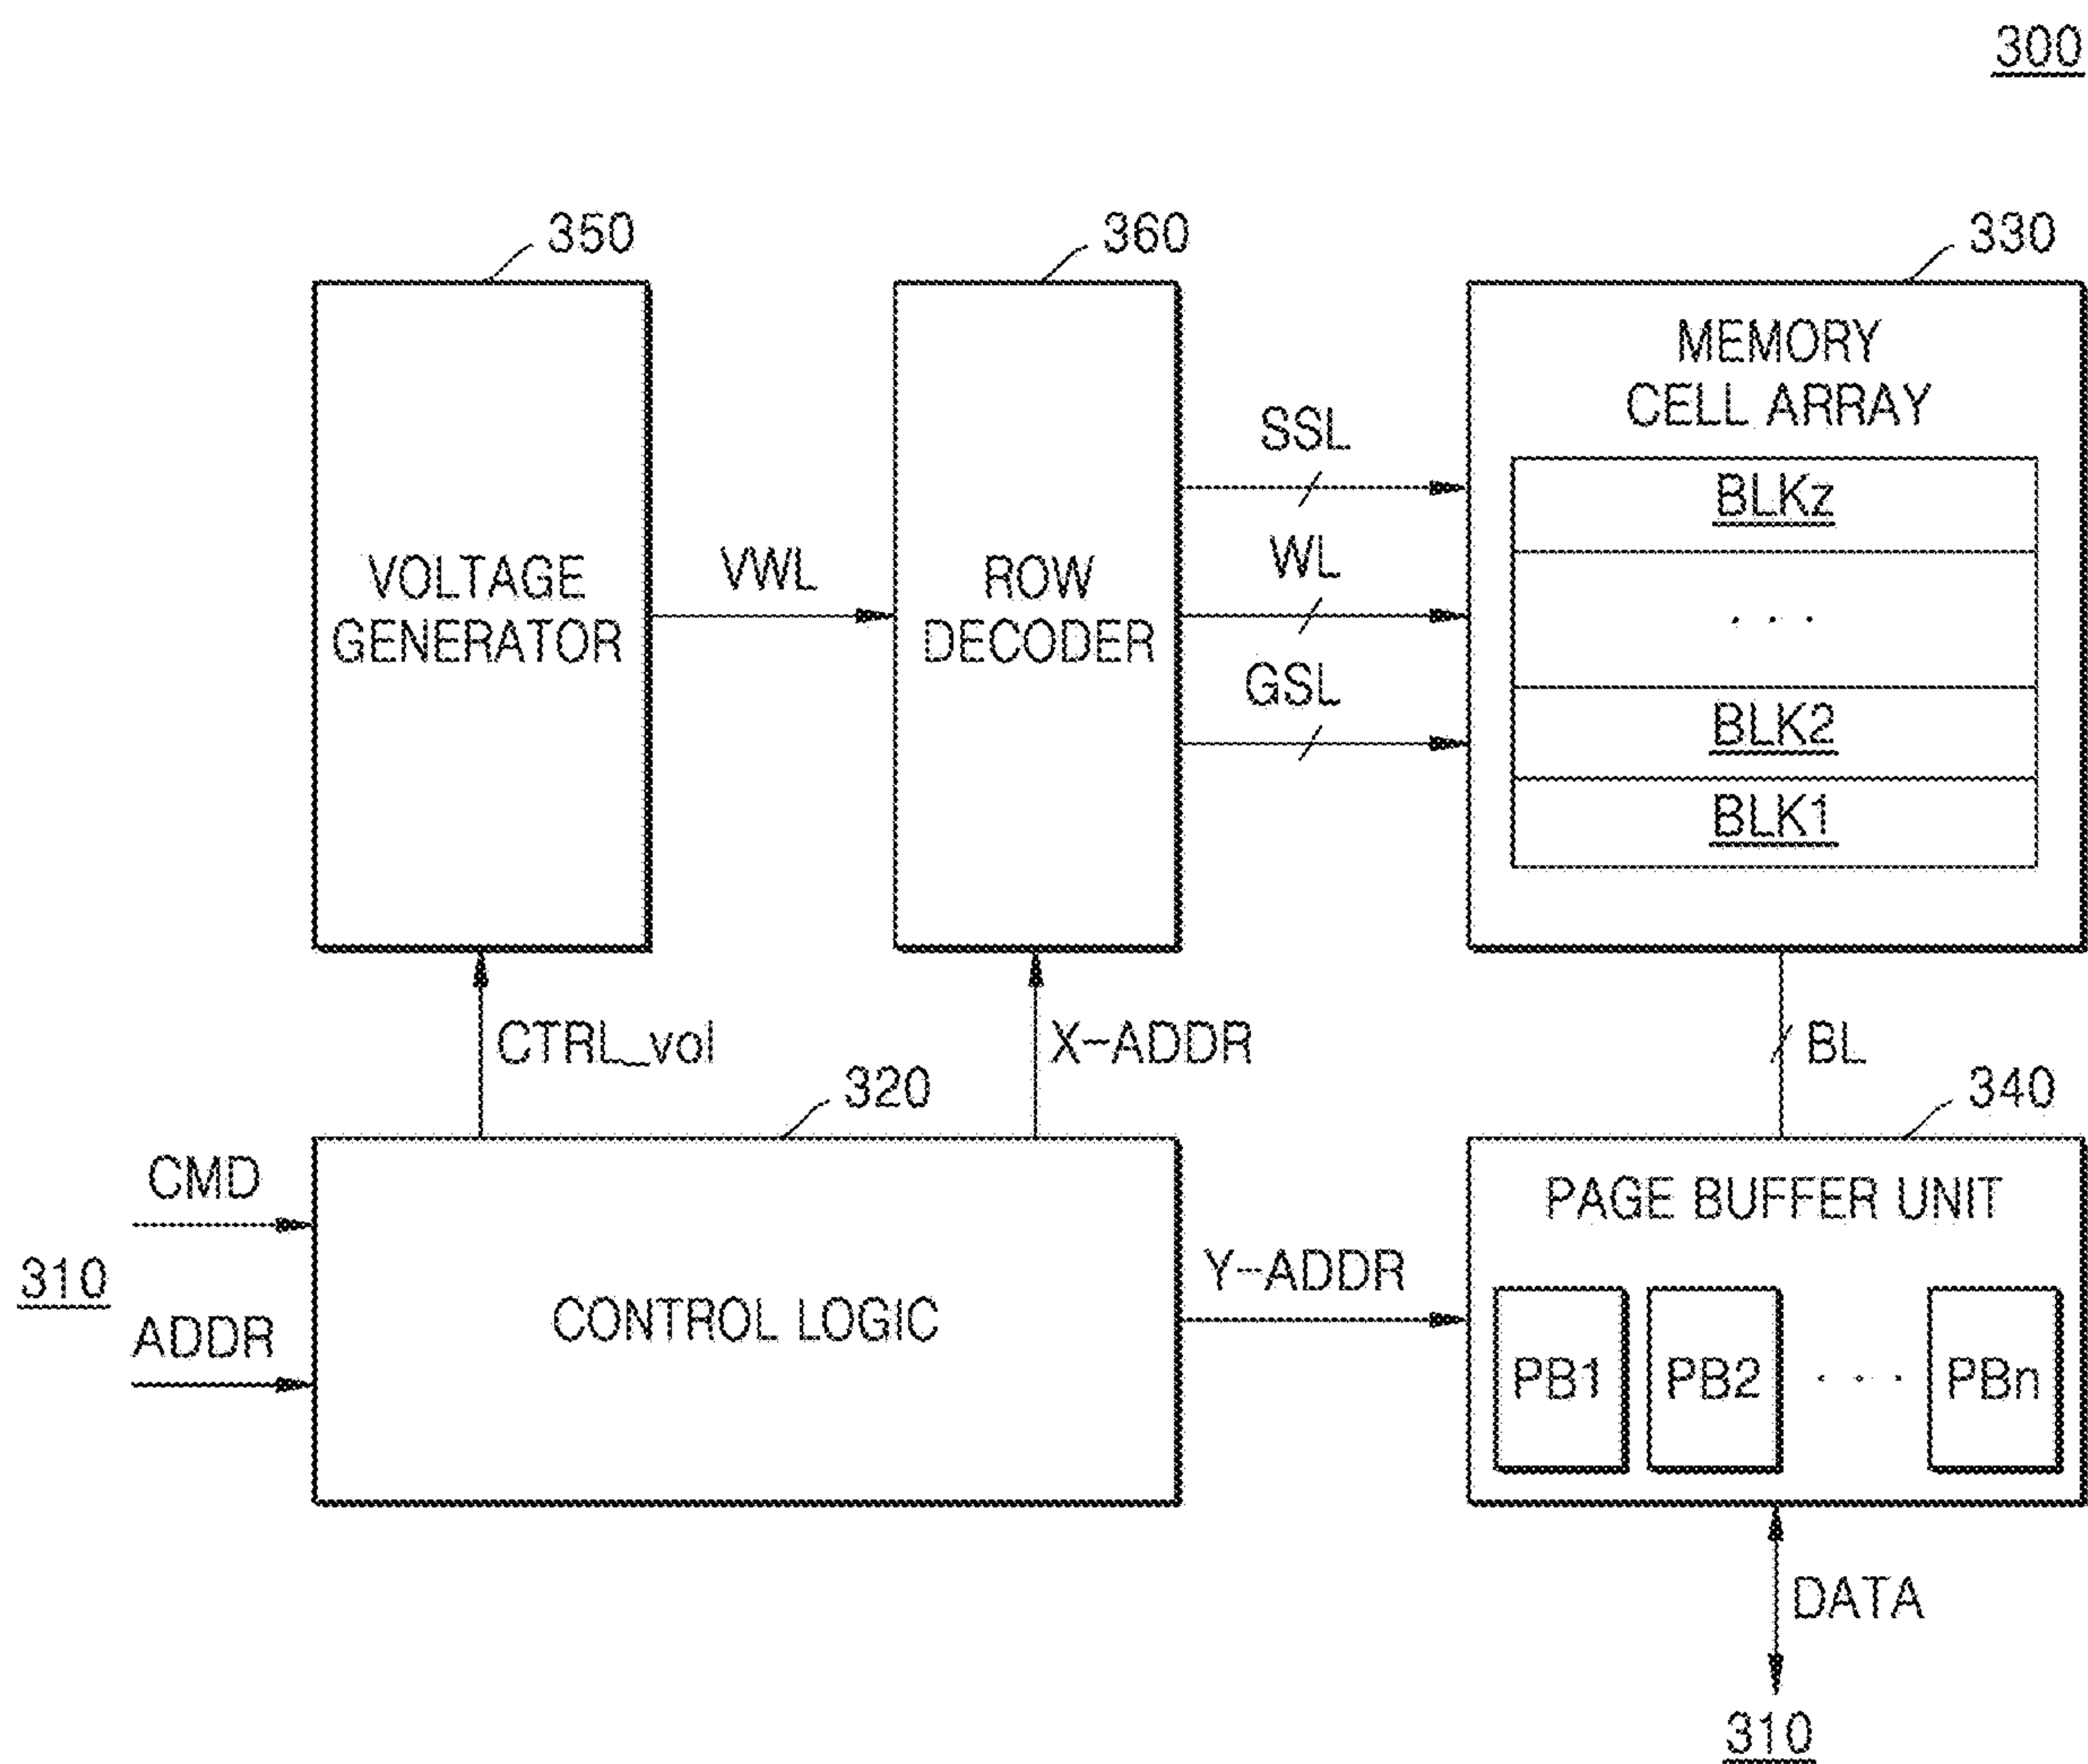 300
350
360
330
MEMORY
CELL ARRAY
SSL
BLKz
VOLTAGE
GENERATOR
VWL
ROW
DECODER
WL
. . .
GSL
BLK2
BLK1
CTRL_vol
X-ADDR
BL
320
340
CMD
PAGE BUFFER UNIT
310
ADDR
CONTROL LOGIC
Y-ADDR
PB1
PB2
. . .
PBn
DATA
310